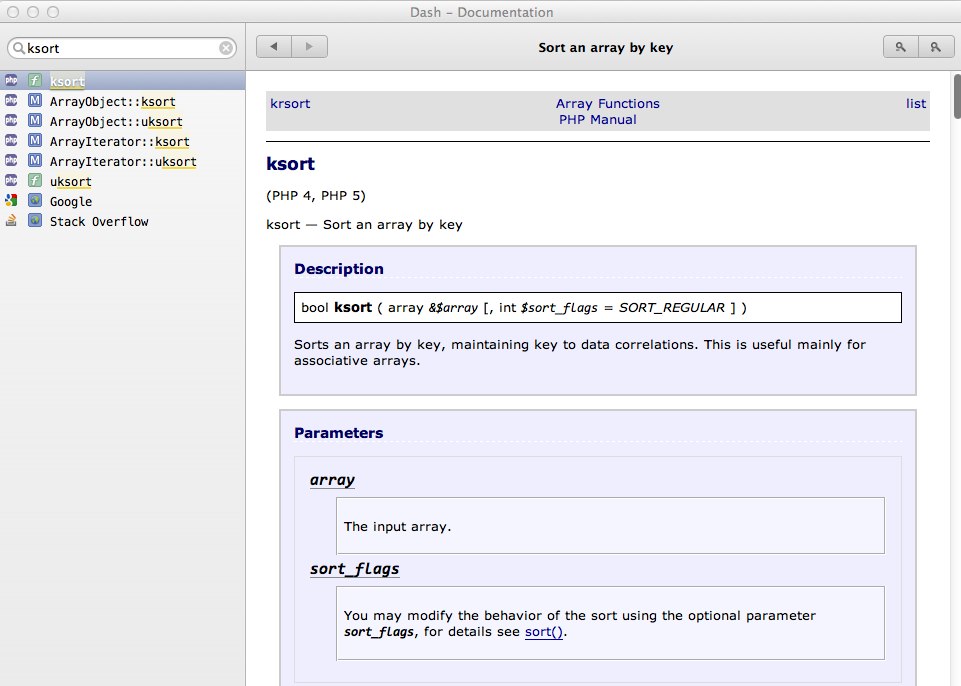 Dash – Documentation
ksort
Sort an array by key
php f ksort
php M ArrayObject::ksort
php M ArrayObject::uksort
php M ArrayIterator::ksort
php M ArrayIterator::uksort
php f uksort
Google
Stack Overflow
krsort Array Functions list
PHP Manual
ksort
(PHP 4, PHP 5)
ksort — Sort an array by key
Description
bool ksort ( array &$array [, int $sort_flags = SORT_REGULAR ] )
Sorts an array by key, maintaining key to data correlations. This is useful mainly for
associative arrays.
Parameters
array
The input array.
sort_flags
You may modify the behavior of the sort using the optional parameter
sort_flags, for details see sort().